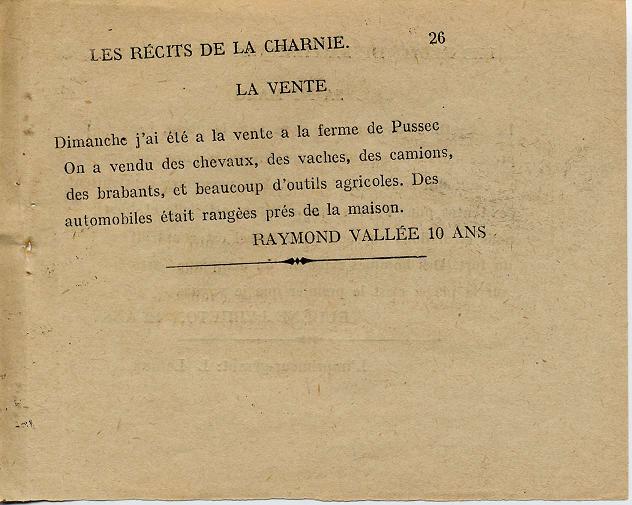 LES RÉCITS DE LA CHARNIE. 26
LA VENTE
Dimanche j'ai été a la vente a la ferme de Pussec
On a vendu des chevaux, des vaches, des camions,
des brabants, et beaucoup d'outils agricoles. Des
automobiles était rangèes prés de la maison.
RAYMOND VALLÉE 10 ANS